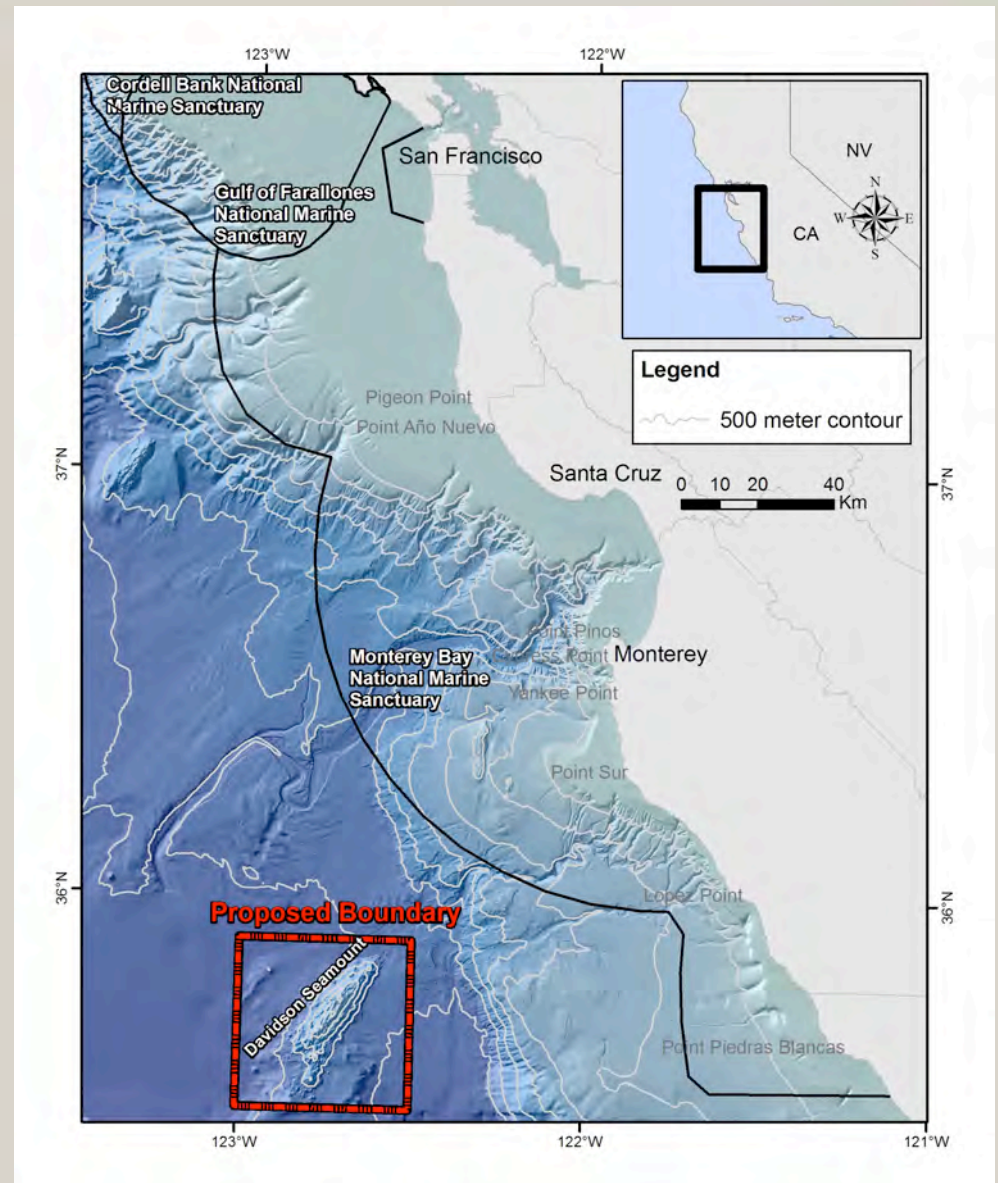 123°W
122°W
Cordell Bank National
Marine Sanctuary
San Francisco
Gulf of Farallones
National Marine
Sanctuary
NV
N
W
E
S
CA
Legend
500 meter contour
Pigeon Point
Point Año Nuevo
37°N
37°N
Santa Cruz
0 10 20 40
Km
Point Pinos
Point
Monterey
Monterey Bay
National Marine
Sanctuary
Yankee Point
Point Sur
36°N
36°N
Lopez Point
Proposed Boundary
Davidson Seamount
Point Piedras Blancas
123°W
122°W
121°W